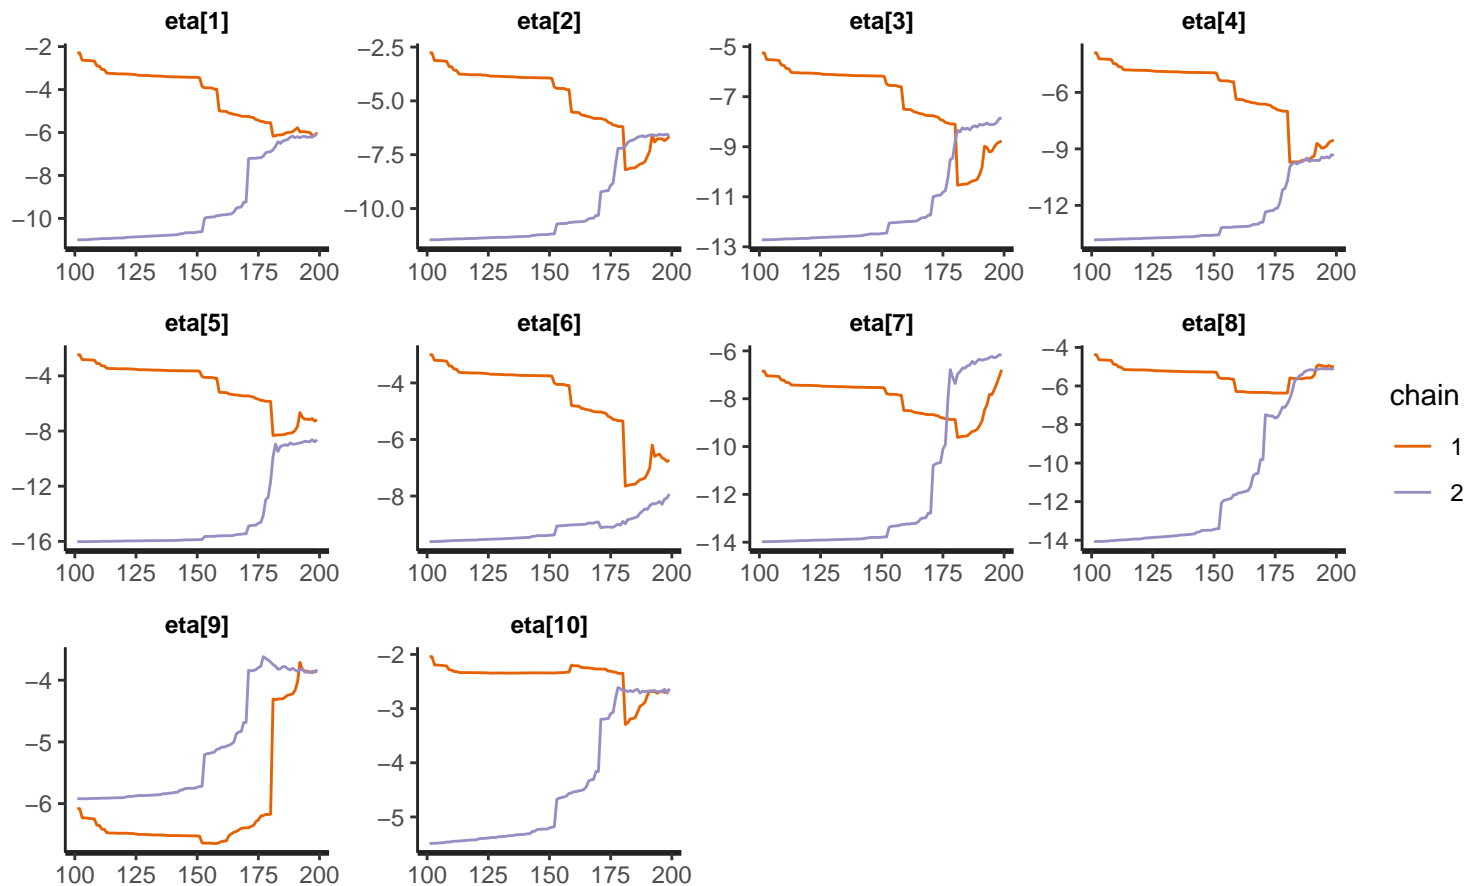 eta[1] eta[2] eta[3] eta[4]
−2 −4 −6 −8 −10
−2.5 −5.0 −7.5 −10.0
−5 −7 −9 −11 −13
−6 −9 −12
100 125 150 175 200 100 125 150 175 200 100 125 150 175 200 100 125 150 175 200
eta[5] eta[6] eta[7] eta[8]
−4 −8 −12 −16
−4 −6 −8
−6 −8 −10 −12 −14
−4 −6 −8 −10 −12 −14
100 125 150 175 200 100 125 150 175 200 100 125 150 175 200 100 125 150 175 200
eta[9] eta[10]
−4 −5 −6
−2 −3 −4 −5
100 125 150 175 200 100 125 150 175 200
chain
1
2